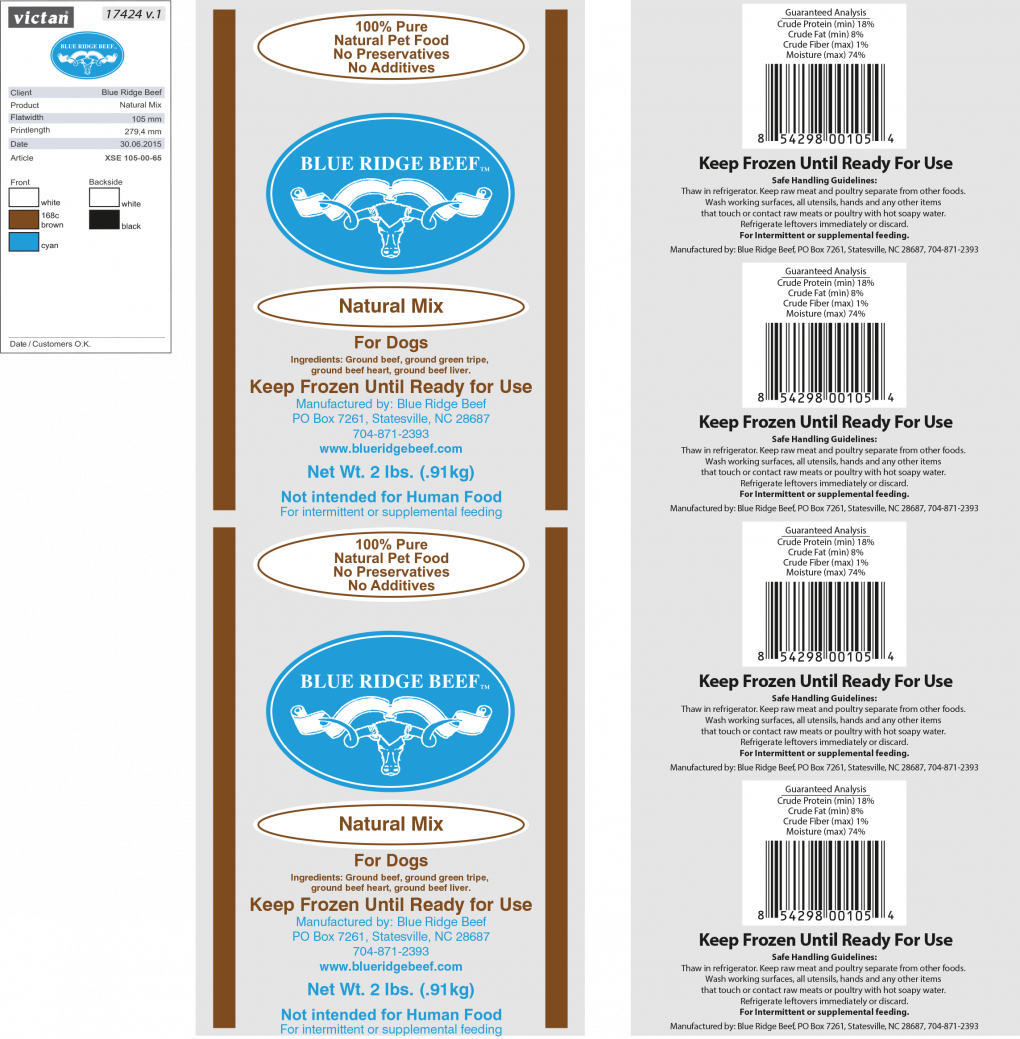 victan®
17424 v.1
BLUE RIDGE BEEF™
Client Blue Ridge Beef
Product Natural Mix
Flatwidth 105 mm
Printlength 279,4 mm
Date 30.06.2015
Article XSE 105-00-65
Front
white
168c
brown
cyan
Backside
white
black
Date / Customers O.K.
100% Pure
Natural Pet Food
No Preservatives
No Additives
BLUE RIDGE BEEF™
Natural Mix
For Dogs
Ingredients: Ground beef, ground green tripe,
ground beef heart, ground beef liver.
Keep Frozen Until Ready for Use
Manufactured by: Blue Ridge Beef
PO Box 7261, Statesville, NC 28687
704-871-2393
www.blueridgebeef.com
Net Wt. 2 lbs. (.91kg)
Not intended for Human Food
For intermittent or supplemental feeding
100% Pure
Natural Pet Food
No Preservatives
No Additives
BLUE RIDGE BEEF™
Natural Mix
For Dogs
Ingredients: Ground beef, ground green tripe,
ground beef heart, ground beef liver.
Keep Frozen Until Ready for Use
Manufactured by: Blue Ridge Beef
PO Box 7261, Statesville, NC 28687
704-871-2393
www.blueridgebeef.com
Net Wt. 2 lbs. (.91kg)
Not intended for Human Food
For intermittent or supplemental feeding
Guaranteed Analysis
Crude Protein (min) 18%
Crude Fat (min) 8%
Crude Fiber (max) 1%
Moisture (max) 74%
8 54298 00105 4
Keep Frozen Until Ready For Use
Safe Handling Guidelines:
Thaw in refrigerator. Keep raw meat and poultry separate from other foods.
Wash working surfaces, all utensils, hands and any other items
that touch or contact raw meats or poultry with hot soapy water.
Refrigerate leftovers immediately or discard.
For Intermittent or supplemental feeding.
Manufactured by: Blue Ridge Beef, PO Box 7261, Statesville, NC 28687, 704-871-2393
Guaranteed Analysis
Crude Protein (min) 18%
Crude Fat (min) 8%
Crude Fiber (max) 1%
Moisture (max) 74%
8 54298 00105 4
Keep Frozen Until Ready For Use
Safe Handling Guidelines:
Thaw in refrigerator. Keep raw meat and poultry separate from other foods.
Wash working surfaces, all utensils, hands and any other items
that touch or contact raw meats or poultry with hot soapy water.
Refrigerate leftovers immediately or discard.
For Intermittent or supplemental feeding.
Manufactured by: Blue Ridge Beef, PO Box 7261, Statesville, NC 28687, 704-871-2393
Guaranteed Analysis
Crude Protein (min) 18%
Crude Fat (min) 8%
Crude Fiber (max) 1%
Moisture (max) 74%
8 54298 00105 4
Keep Frozen Until Ready For Use
Safe Handling Guidelines:
Thaw in refrigerator. Keep raw meat and poultry separate from other foods.
Wash working surfaces, all utensils, hands and any other items
that touch or contact raw meats or poultry with hot soapy water.
Refrigerate leftovers immediately or discard.
For Intermittent or supplemental feeding.
Manufactured by: Blue Ridge Beef, PO Box 7261, Statesville, NC 28687, 704-871-2393
Guaranteed Analysis
Crude Protein (min) 18%
Crude Fat (min) 8%
Crude Fiber (max) 1%
Moisture (max) 74%
8 54298 00105 4
Keep Frozen Until Ready For Use
Safe Handling Guidelines:
Thaw in refrigerator. Keep raw meat and poultry separate from other foods.
Wash working surfaces, all utensils, hands and any other items
that touch or contact raw meats or poultry with hot soapy water.
Refrigerate leftovers immediately or discard.
For Intermittent or supplemental feeding.
Manufactured by: Blue Ridge Beef, PO Box 7261, Statesville, NC 28687, 704-871-2393